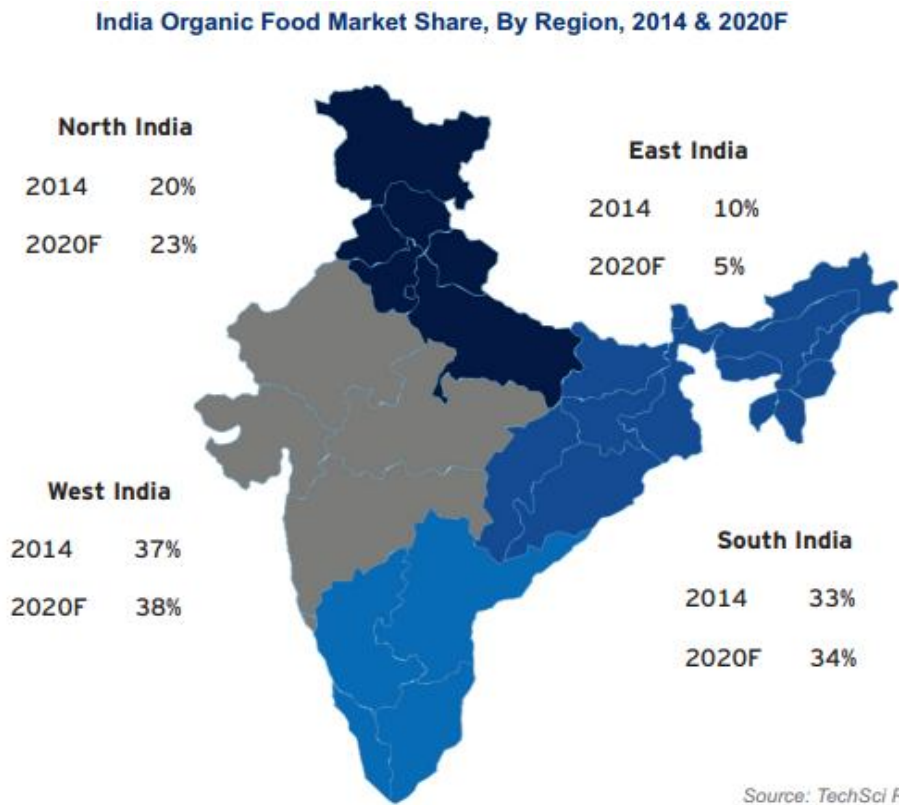 India Organic Food Market Share, By Region, 2014 & 2020F
North India
2014 20%
2020F 23%
East India
2014 10%
2020F 5%
West India
2014 37%
2020F 38%
South India
2014 33%
2020F 34%
Source: TechSci